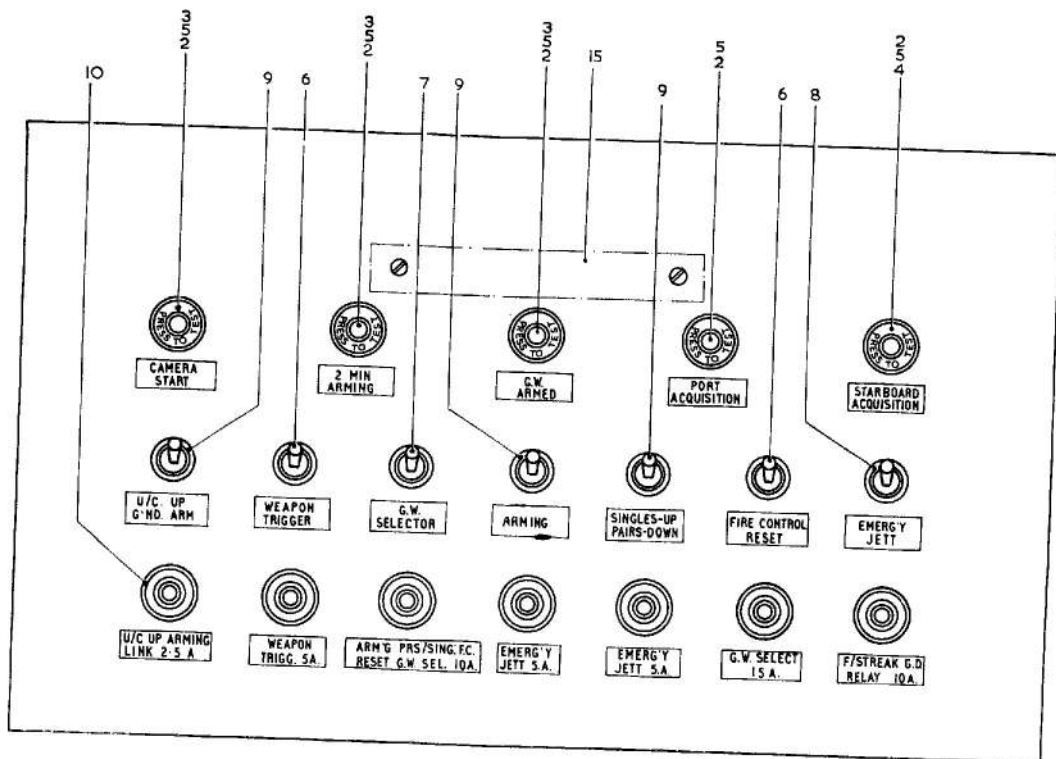 3 3 3 2
5 5 5 5 5
2 2 2 15 2 4
10 9 6 7 9 9 6 8
PRESS TO TEST
PRESS TO TEST
PRESS TO TEST
PRESS TO TEST
PRESS TO TEST
CAMERA
START
2 MIN
ARMING
G.W.
ARMED
PORT
ACQUISITION
STARBOARD
ACQUISITION
U/C. UP
G'ND. ARM
WEAPON
TRIGGER
G.W.
SELECTOR
ARMING
SINGLES-UP
PAIRS-DOWN
FIRE CONTROL
RESET
EMERG'Y
JETT
U/C UP ARMING
LINK 2·5 A.
WEAPON
TRIGG. 5A.
ARM'G PRS/SING. F.C.
RESET G.W. SEL. 10A.
EMERG'Y
JETT 5A.
EMERG'Y
JETT 5A.
G.W. SELECT
15 A.
F/STREAK G.D.
RELAY 10A.